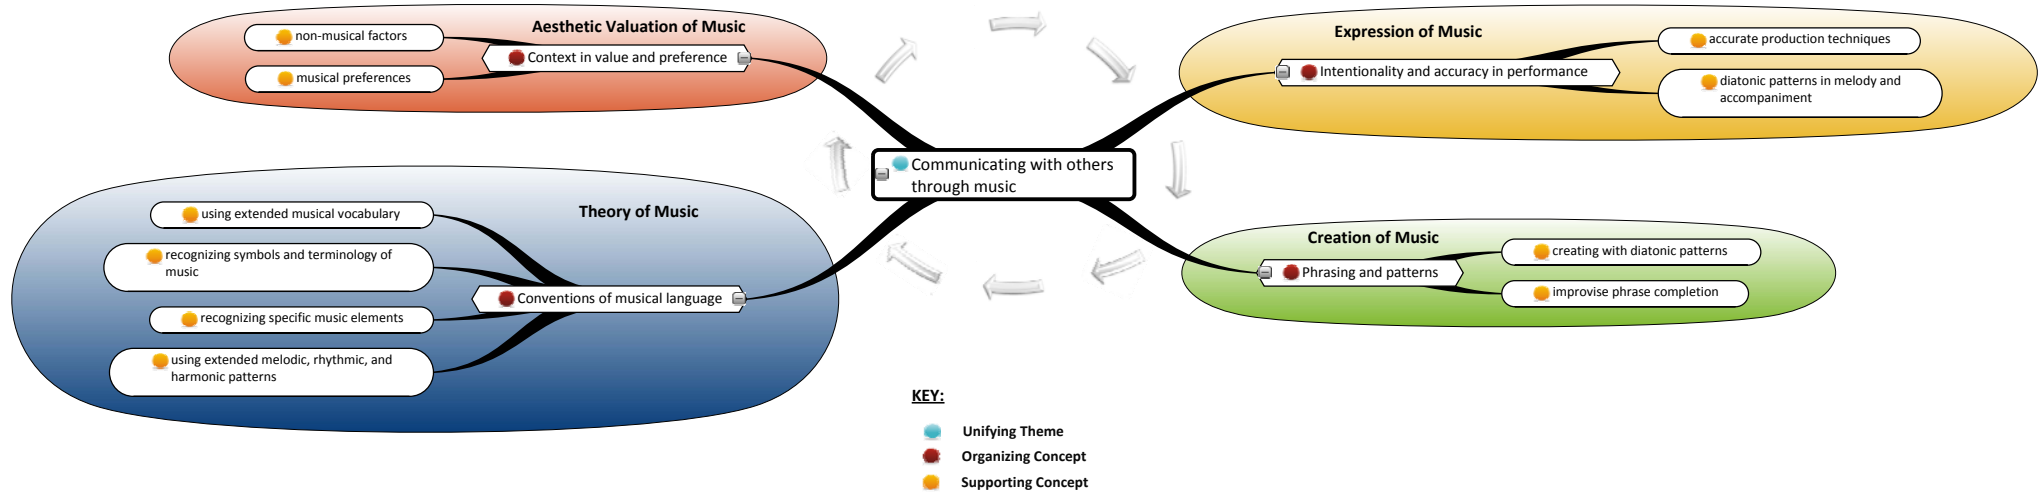 Aesthetic Valuation of Music
non-musical factors
Context in value and preference
musical preferences
Expression of Music
accurate production techniques
Intentionality and accuracy in performance
diatonic patterns in melody and
accompaniment
Communicating with others
through music
Theory of Music
using extended musical vocabulary
recognizing symbols and terminology of
music
Conventions of musical language
recognizing specific music elements
using extended melodic, rhythmic, and
harmonic patterns
Creation of Music
creating with diatonic patterns
Phrasing and patterns
improvise phrase completion
KEY:
Unifying Theme
Organizing Concept
Supporting Concept